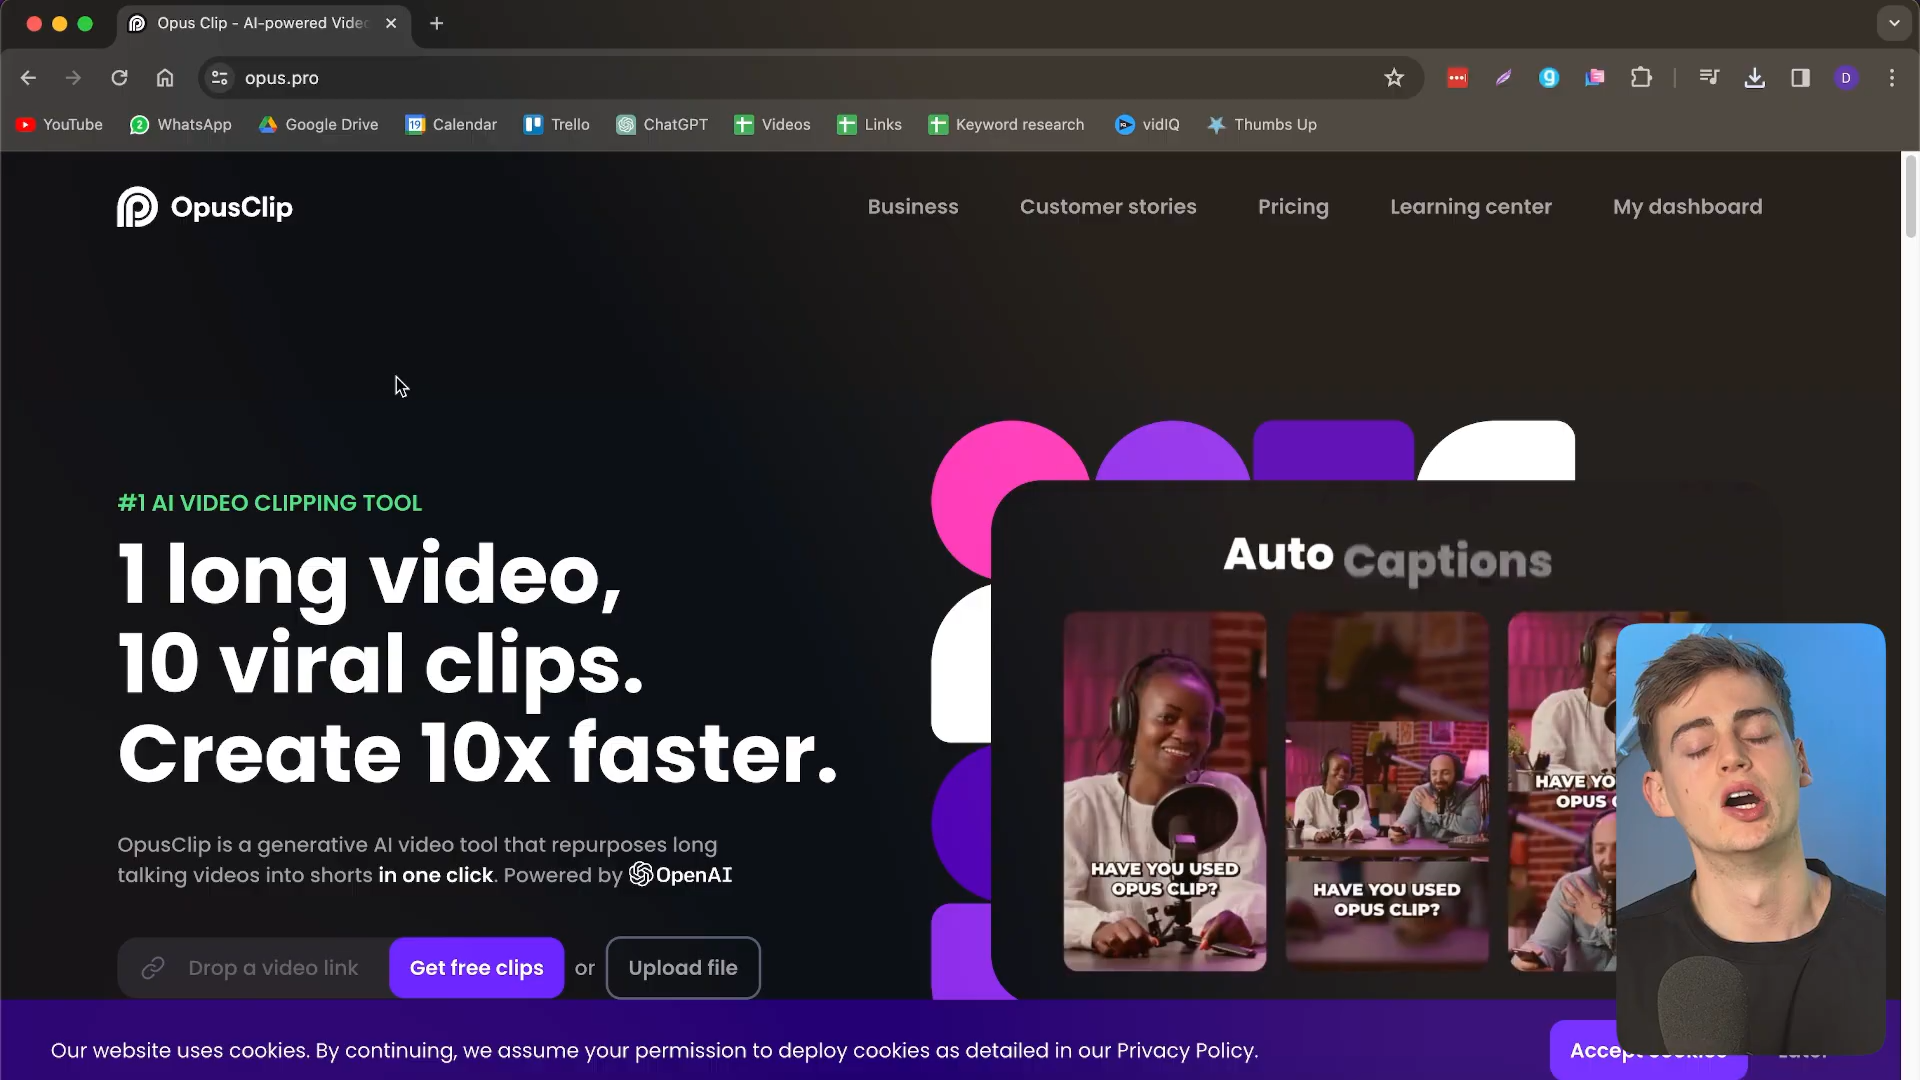 Opus Clip - AI-powered Vide
opus.pro
D
YouTube
WhatsApp
Google Drive
Calendar
Trello
ChatGPT
Videos
Links
Keyword research
vidIQ
Thumbs Up
OpusClip
Business
Customer stories
Pricing
Learning center
My dashboard
#1 AI VIDEO CLIPPING TOOL
1 long video,
10 viral clips.
Create 10x faster.
OpusClip is a generative AI video tool that repurposes long
talking videos into shorts in one click. Powered by OpenAI
Drop a video link
Get free clips
or
Upload file
Auto Captions
HAVE YOU USED
OPUS CLIP?
HAVE YOU USED
OPUS CLIP?
HAVE YO
OPUS
Our website uses cookies. By continuing, we assume your permission to deploy cookies as detailed in our Privacy Policy.
Accept cookies